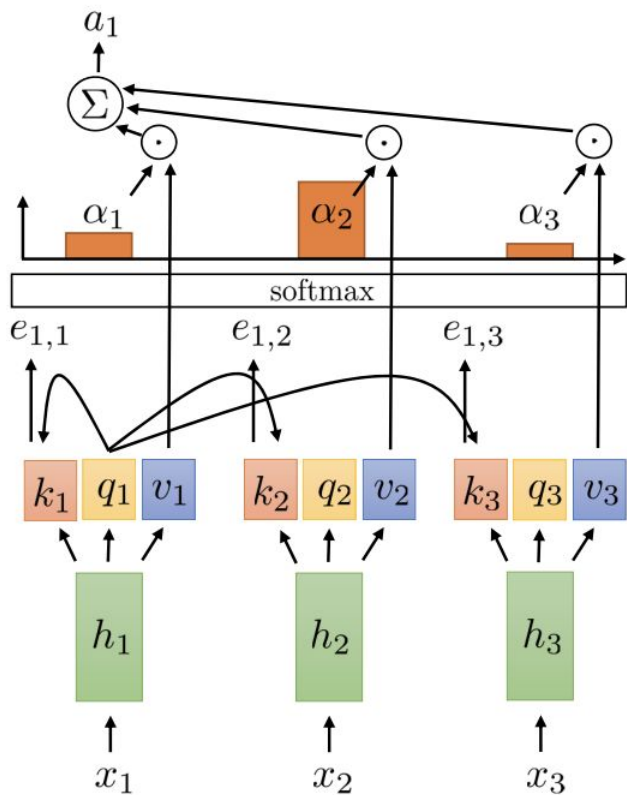 a₁
Σ
α₁ α₂ α₃
softmax
e₁,₁ e₁,₂ e₁,₃
k₁ q₁ v₁ k₂ q₂ v₂ k₃ q₃ v₃
h₁ h₂ h₃
x₁ x₂ x₃